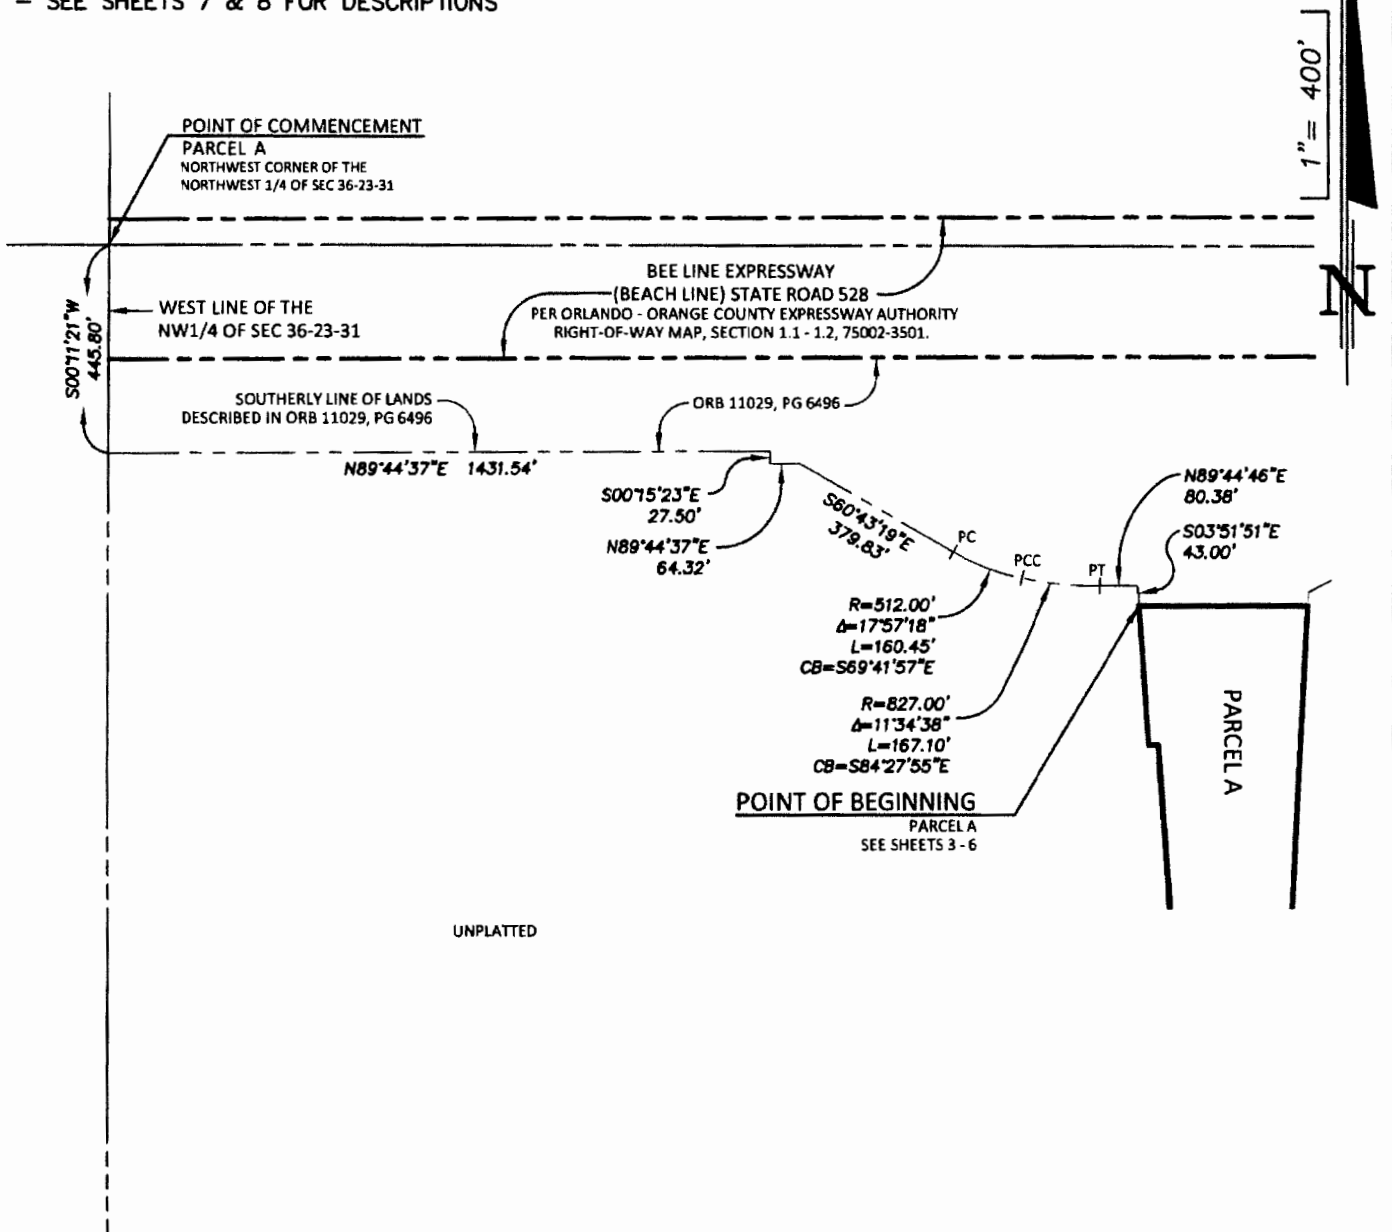 – SEE SHEETS 7 & 8 FOR DESCRIPTIONS
1"= 400'
N
POINT OF COMMENCEMENT
PARCEL A
NORTHWEST CORNER OF THE
NORTHWEST 1/4 OF SEC 36-23-31
BEE LINE EXPRESSWAY
(BEACH LINE) STATE ROAD 528
PER ORLANDO - ORANGE COUNTY EXPRESSWAY AUTHORITY
RIGHT-OF-WAY MAP, SECTION 1.1 - 1.2, 75002-3501.
WEST LINE OF THE
NW1/4 OF SEC 36-23-31
S00°11'21"W
445.80'
SOUTHERLY LINE OF LANDS
DESCRIBED IN ORB 11029, PG 6496
ORB 11029, PG 6496
N89°44'37"E 1431.54'
S00°15'23"E
27.50'
N89°44'37"E
64.32'
S60°43'19"E
379.83'
PC
PCC
PT
N89°44'46"E
80.38'
S03°51'51"E
43.00'
R=512.00'
Δ=17°57'18"
L=160.45'
CB=S69°41'57"E
R=827.00'
Δ=11°34'38"
L=167.10'
CB=S84°27'55"E
POINT OF BEGINNING
PARCEL A
SEE SHEETS 3 - 6
PARCEL A
UNPLATTED